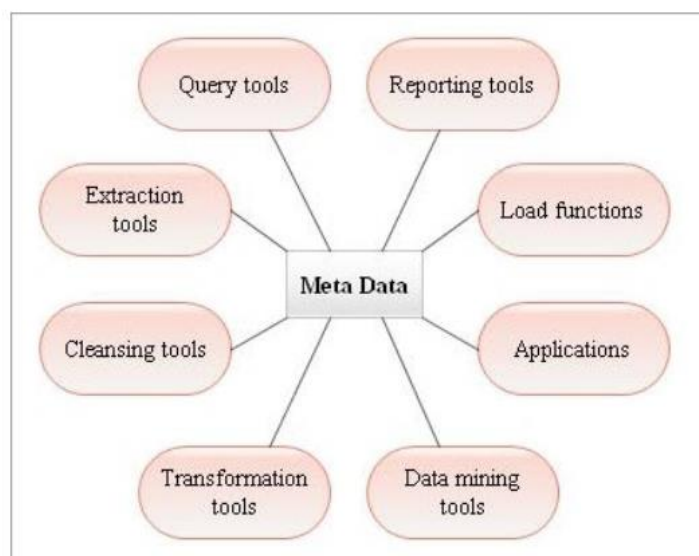 Query tools
Reporting tools
Extraction
tools
Load functions
Meta Data
Cleansing tools
Applications
Transformation
tools
Data mining
tools